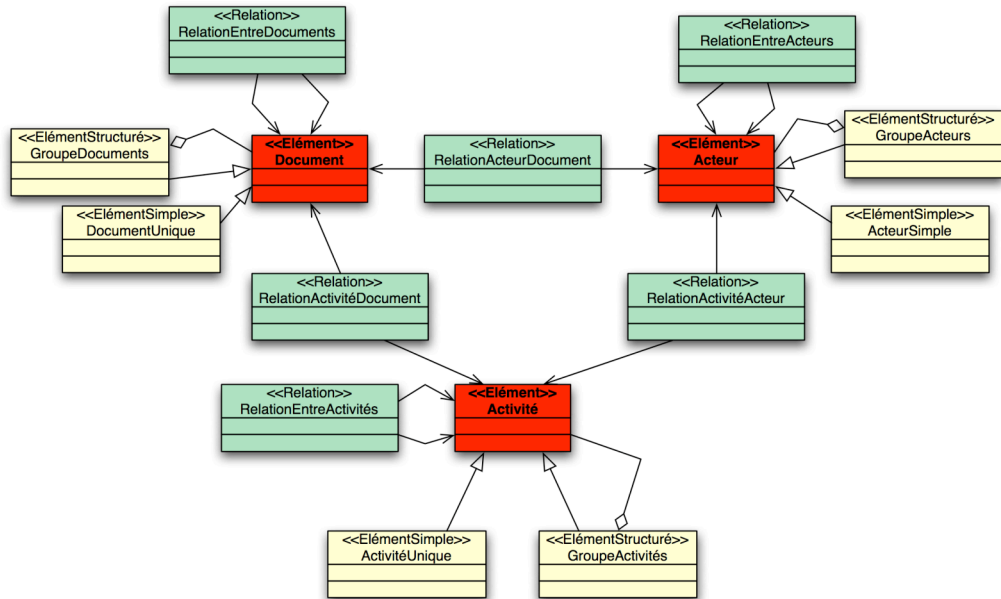 <<Relation>>
RelationEntreDocuments
<<Relation>>
RelationEntreActeurs
<<ElémentStructuré>>
GroupeDocuments
<<Elément>>
Document
<<Relation>>
RelationActeurDocument
<<Elément>>
Acteur
<<ElémentStructuré>>
GroupeActeurs
<<ElémentSimple>>
DocumentUnique
<<ElémentSimple>>
ActeurSimple
<<Relation>>
RelationActivitéDocument
<<Relation>>
RelationActivitéActeur
<<Relation>>
RelationEntreActivités
<<Elément>>
Activité
<<ElémentSimple>>
ActivitéUnique
<<ElémentStructuré>>
GroupeActivités